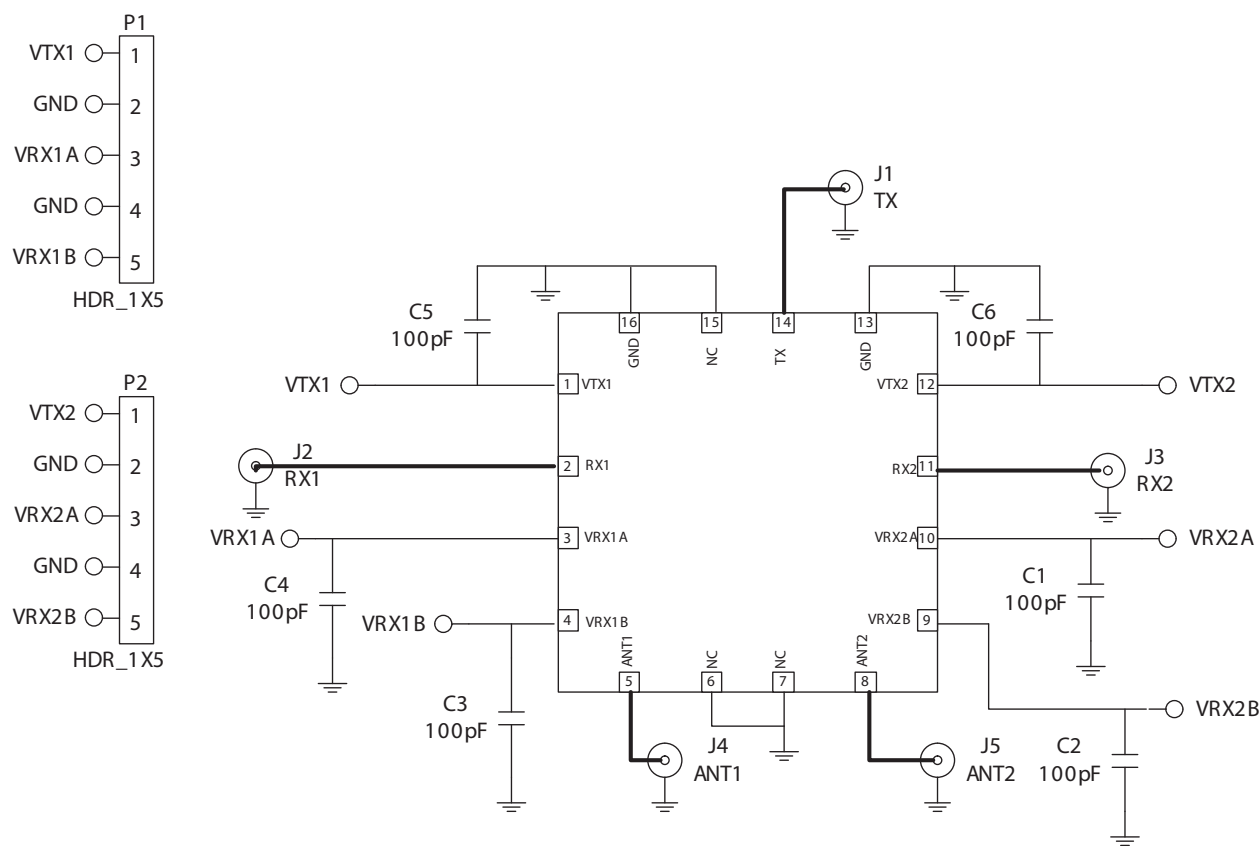 P1
VTX1
1
GND
2
VRX1A
3
GND
4
VRX1B
5
HDR_1X5
P2
VTX2
1
GND
2
VRX2A
3
GND
4
VRX2B
5
HDR_1X5
J1
TX
C5
100pF
C6
100pF
16
15
14
13
GND
NC
TX
GND
VTX1
1
VTX1
VTX2
12
VTX2
J2
RX1
2
RX1
RX2
11
J3
RX2
VRX1A
3
VRX1A
VRX2A
10
VRX2A
C4
100pF
C1
100pF
VRX1B
4
VRX1B
VRX2B
9
ANT1
NC
NC
ANT2
5
6
7
8
C3
100pF
VRX2B
J4
ANT1
J5
ANT2
C2
100pF